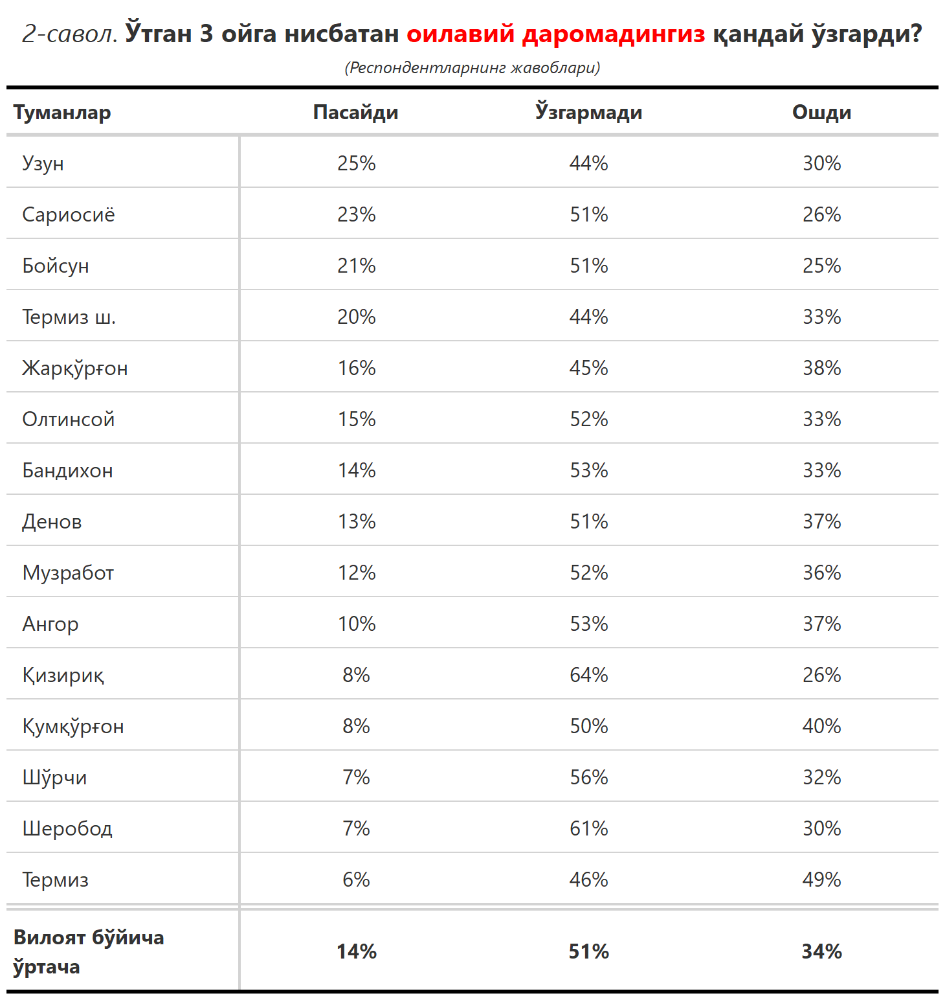 2-савол. Ўтган 3 ойга нисбатан оилавий даромадингиз қандай ўзгарди?
(Респондентларнинг жавоблари)
Туманлар Пасайди Ўзгармади Ошди
Узун 25% 44% 30%
Сариосиё 23% 51% 26%
Бойсун 21% 51% 25%
Термиз ш. 20% 44% 33%
Жарқўрғон 16% 45% 38%
Олтинсой 15% 52% 33%
Бандихон 14% 53% 33%
Денов 13% 51% 37%
Музработ 12% 52% 36%
Ангор 10% 53% 37%
Қизириқ 8% 64% 26%
Қумқўрғон 8% 50% 40%
Шўрчи 7% 56% 32%
Шеробод 7% 61% 30%
Термиз 6% 46% 49%
Вилоят бўйича
ўртача 14% 51% 34%